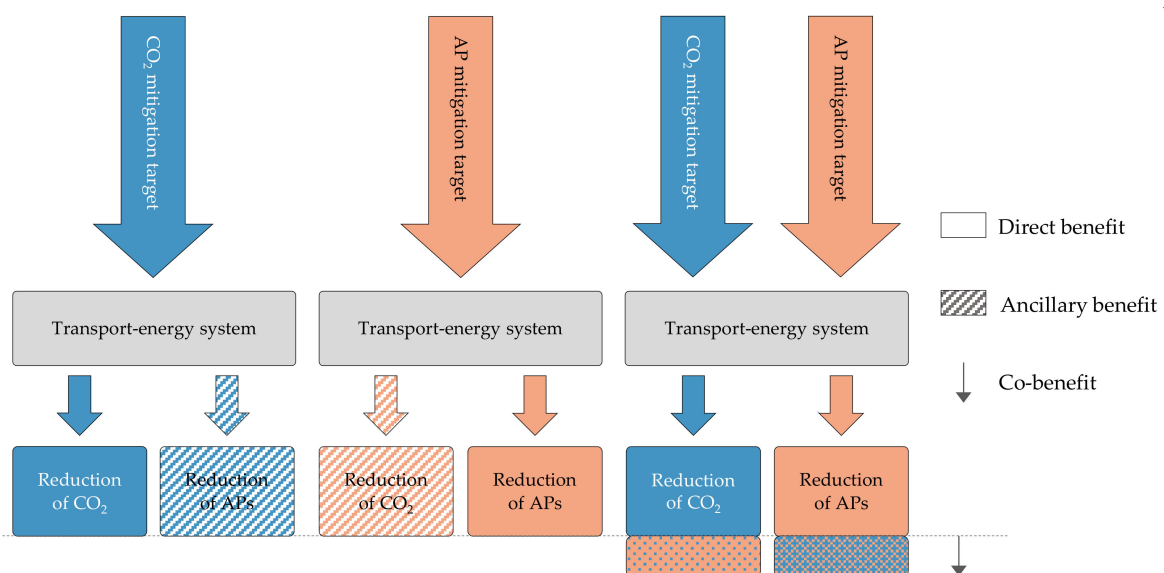 CO₂ mitigation target
AP mitigation target
CO₂ mitigation target
AP mitigation target
Direct benefit
Ancillary benefit
Co-benefit
Transport-energy system
Transport-energy system
Transport-energy system
Reduction
of CO₂
Reduction
of APs
Reduction
of CO₂
Reduction
of APs
Reduction
of CO₂
Reduction
of APs